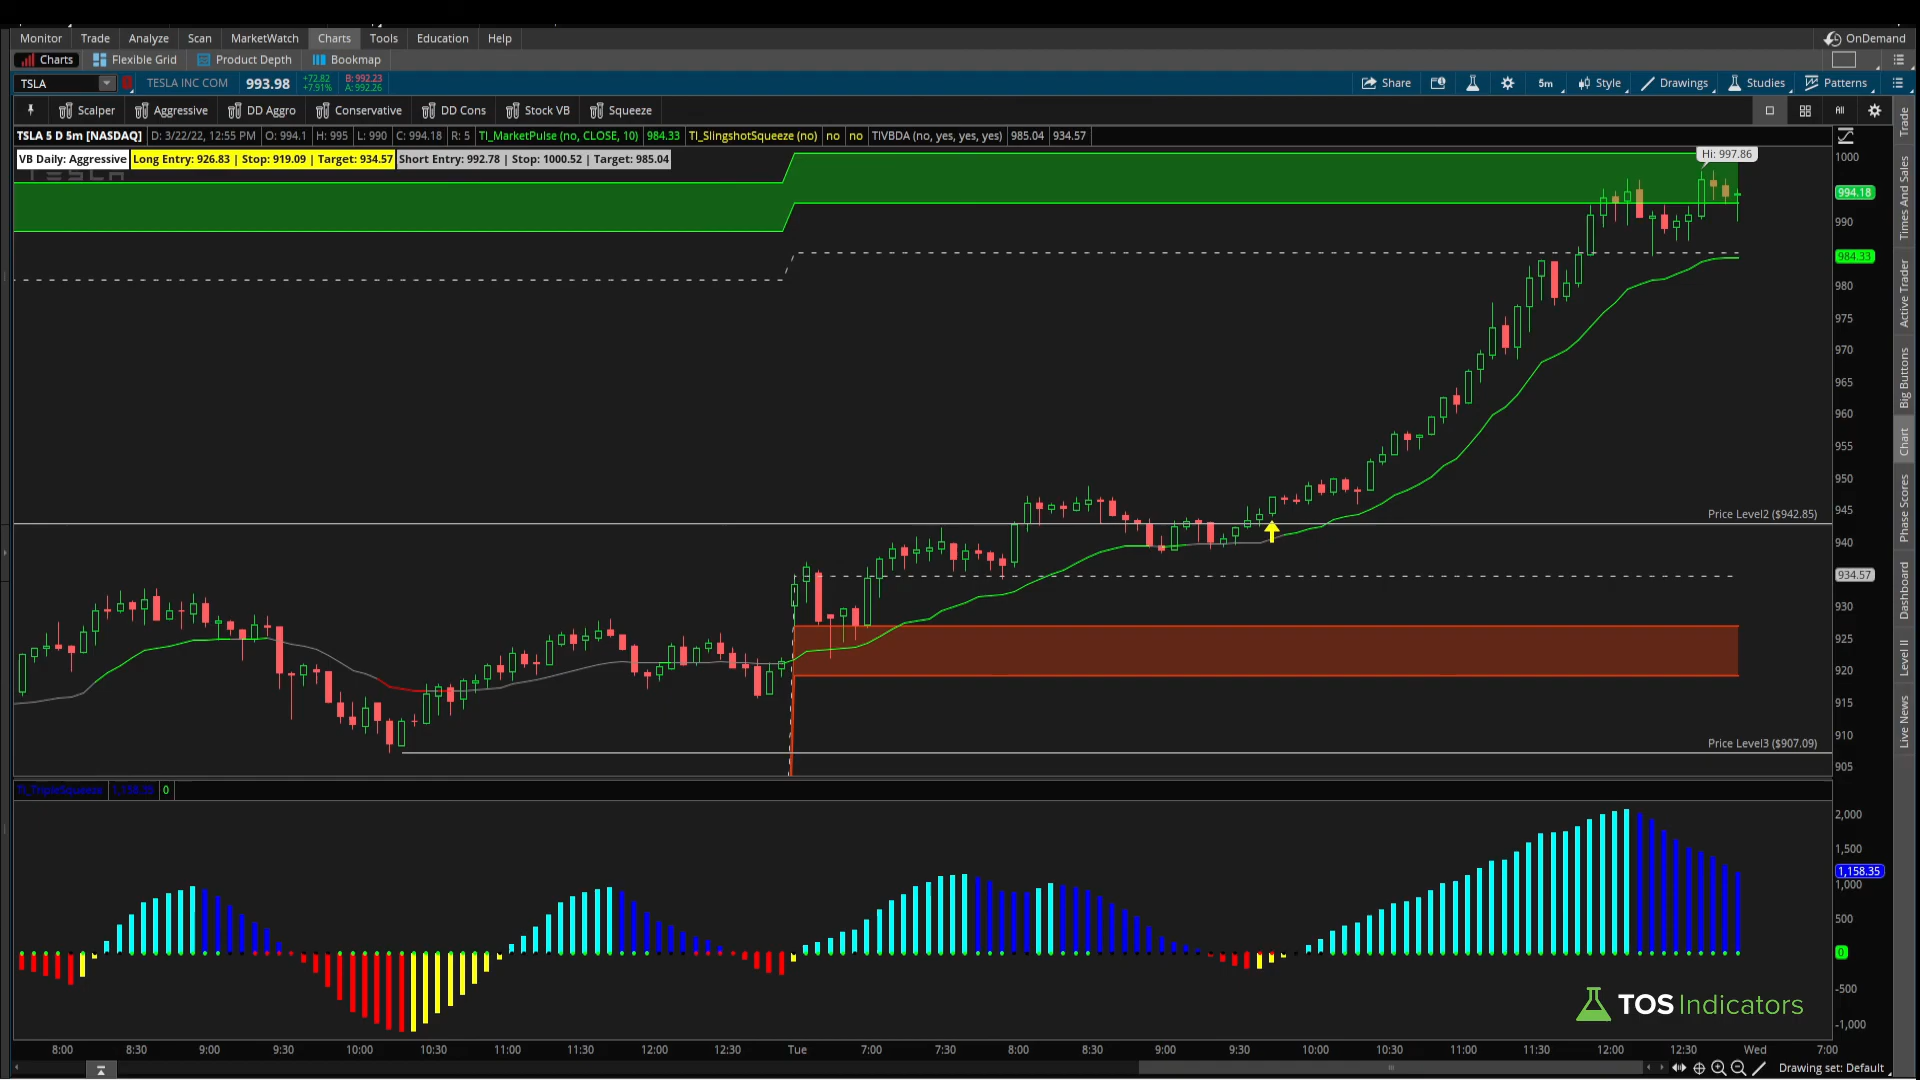 Monitor Trade Analyze Scan MarketWatch Charts Tools Education Help OnDemand
Charts Flexible Grid Product Depth Bookmap
TSLA TESLA INC COM 993.98 +72.82 +7.91% B: 992.23 A: 992.26 Share 5m Style Drawings Studies Patterns
Scalper Aggressive DD Aggro Conservative DD Cons Stock VB Squeeze All
TSLA 5 D 5m [NASDAQ] D: 3/22/22, 12:55 PM O: 994.1 H: 995 L: 990 C: 994.18 R: 5 TI_MarketPulse (no, CLOSE, 10) 984.33 TI_SlingshotSqueeze (no) no no TIVBDA (no, yes, yes, yes) 985.04 934.57
VB Daily: Aggressive Long Entry: 926.83 | Stop: 919.09 | Target: 934.57 Short Entry: 992.78 | Stop: 1000.52 | Target: 985.04
TESLA
Hi: 997.86
Price Level2 ($942.85)
Price Level3 ($907.09)
1000
994.18
990
984.33
980
975
970
965
960
955
950
945
940
934.57
930
925
920
915
910
905
TI_TripleSqueeze 1,158.35 0
2,000
1,500
1,158.35
1,000
500
0
-500
-1,000
TOS Indicators
8:00 8:30 9:00 9:30 10:00 10:30 11:00 11:30 12:00 12:30 Tue 7:00 7:30 8:00 8:30 9:00 9:30 10:00 10:30 11:00 11:30 12:00 12:30 Wed 7:00
Drawing set: Default
Trade
Times And Sales
Active Trader
Big Buttons
Chart
Phase Scores
Dashboard
Level II
Live News